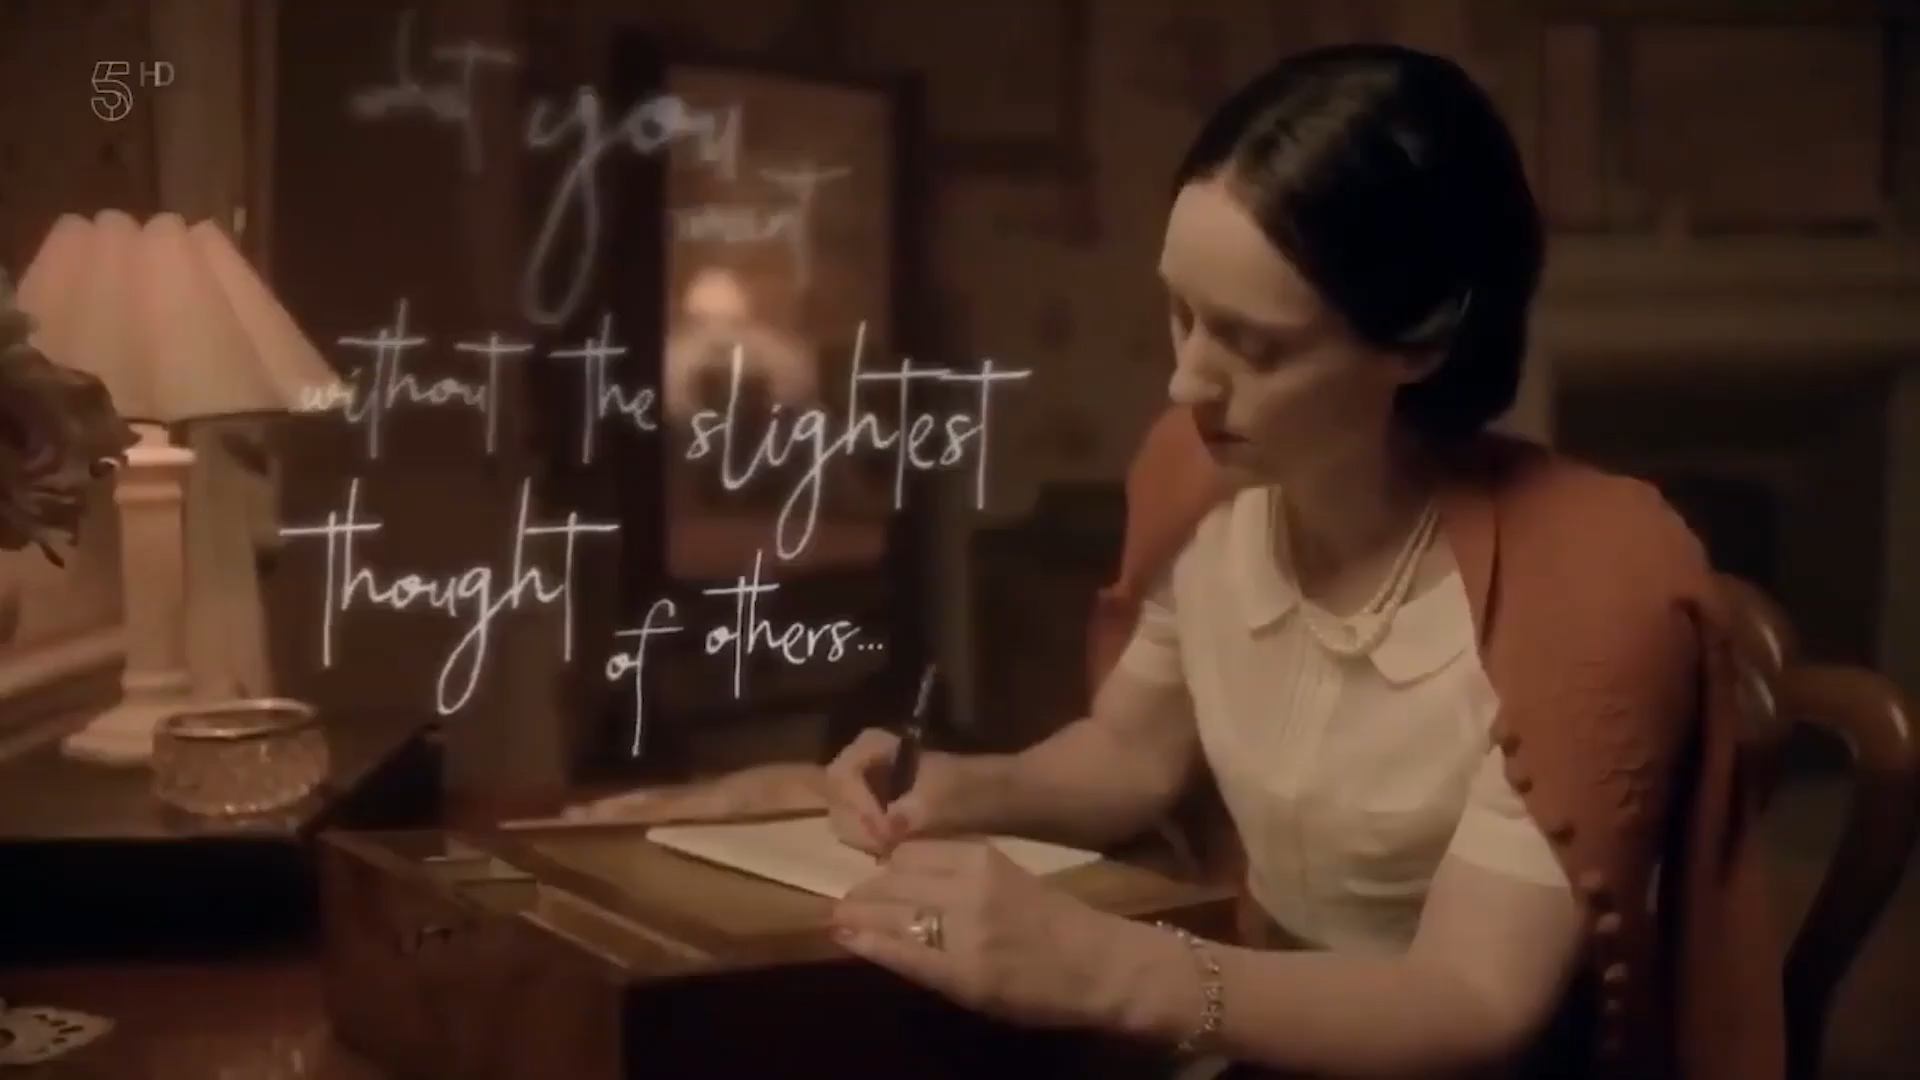 5 HD
you
without the slightest
thought
of others...